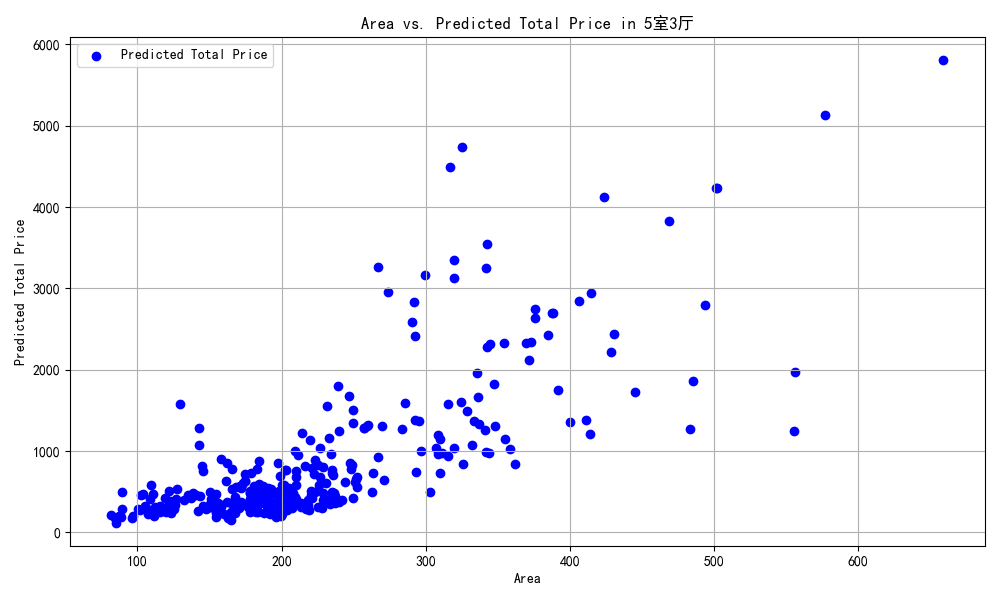 Area vs. Predicted Total Price in 5室3厅
Predicted Total Price
6000
5000
4000
3000
2000
1000
0
Predicted Total Price
100 200 300 400 500 600
Area